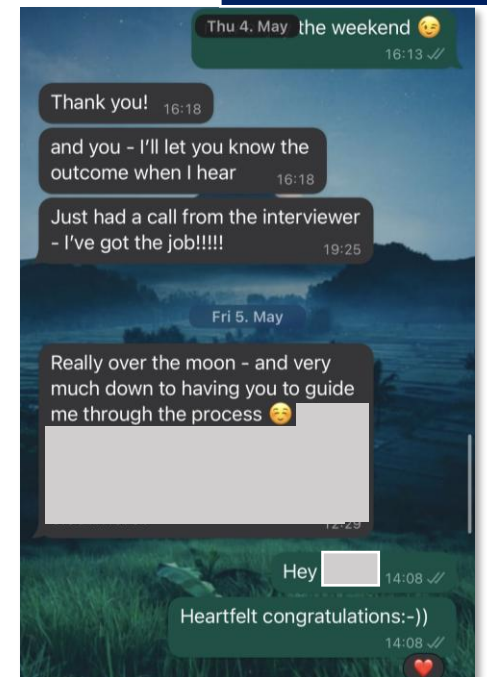 Thu 4. May the weekend 😉
16:13
Thank you! 16:18
and you - I'll let you know the
outcome when I hear 16:18
Just had a call from the interviewer
- I've got the job!!!!! 19:25
Fri 5. May
Really over the moon - and very
much down to having you to guide
me through the process ☺️
12:29
Hey 14:08
Heartfelt congratulations:-))
14:08
❤️